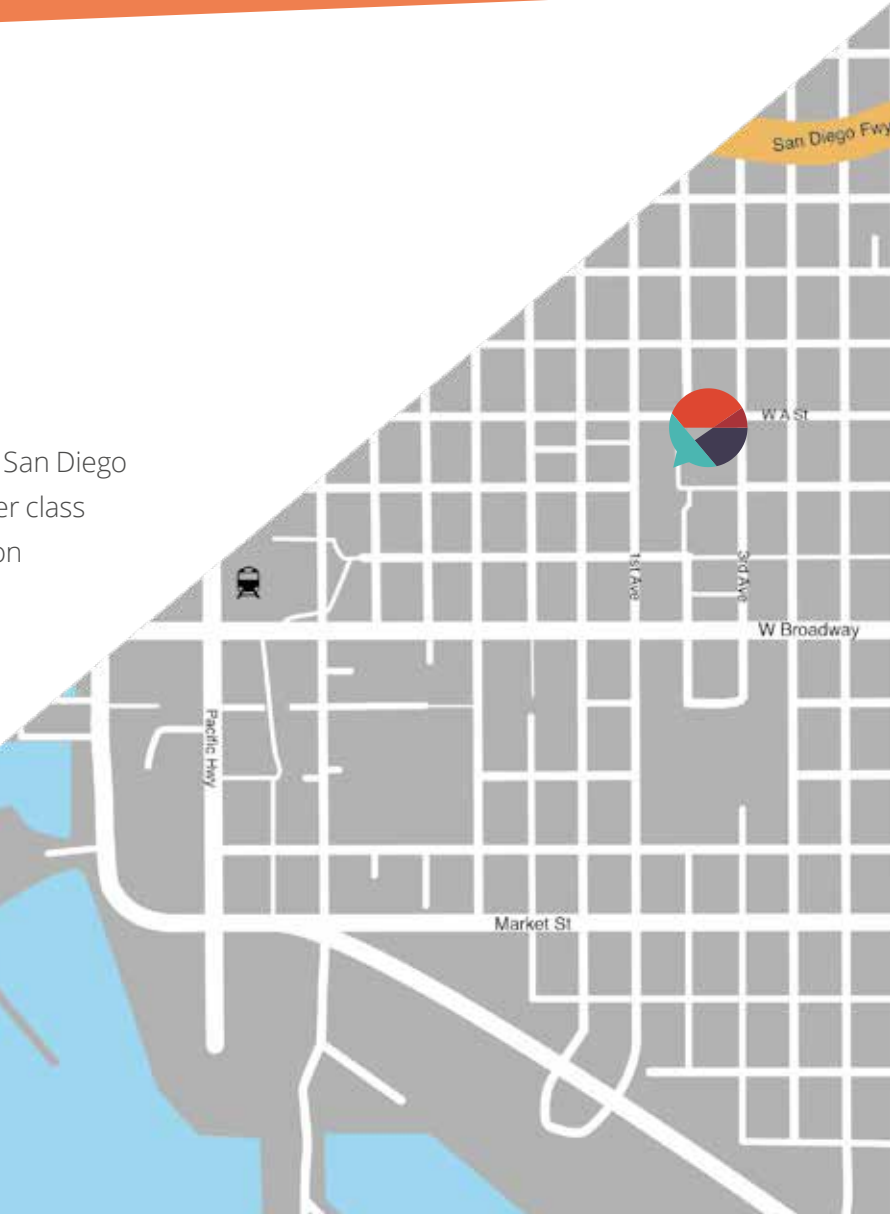 San Diego Fwy
W A St
San Diego
er class
on
1st Ave
3rd Ave
W Broadway
Pacific Hwy
Market St